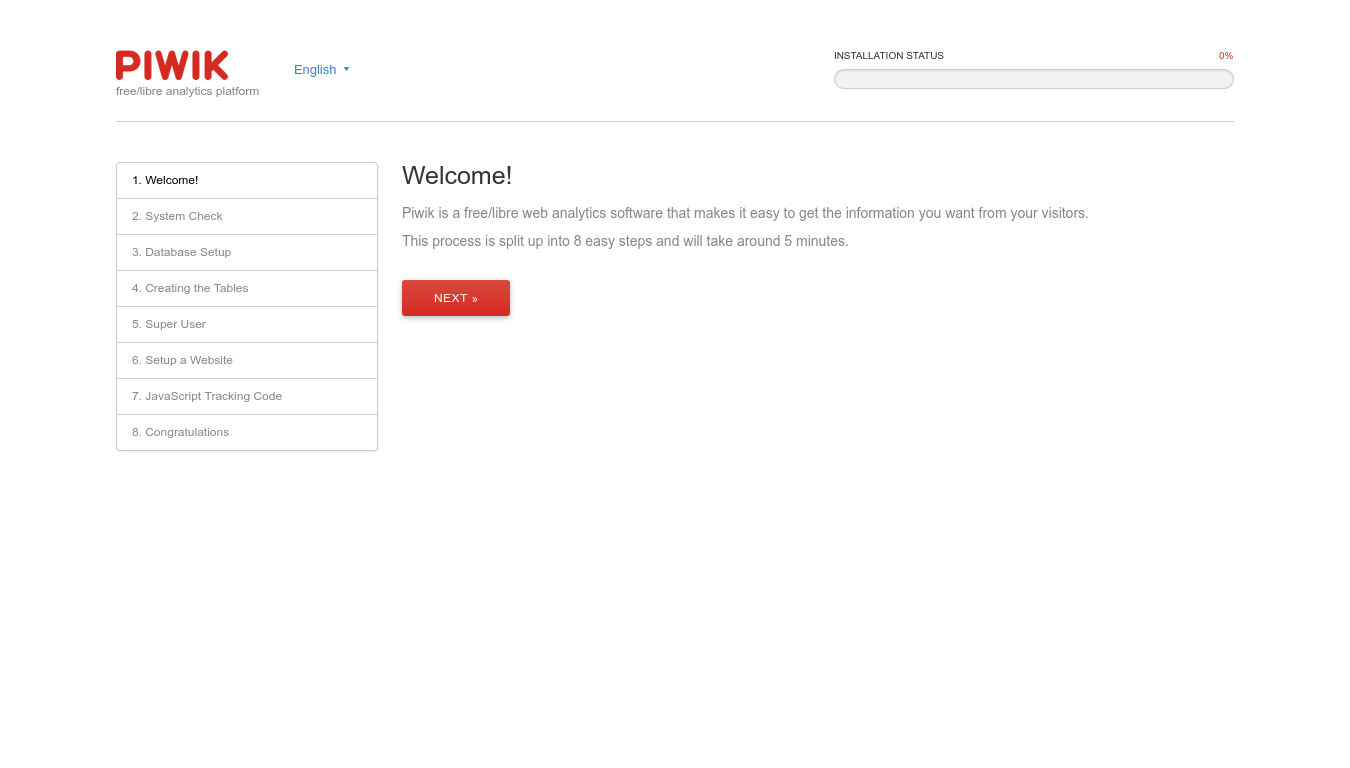 PIWIK
free/libre analytics platform
English
INSTALLATION STATUS
0%
1. Welcome!
2. System Check
3. Database Setup
4. Creating the Tables
5. Super User
6. Setup a Website
7. JavaScript Tracking Code
8. Congratulations
Welcome!
Piwik is a free/libre web analytics software that makes it easy to get the information you want from your visitors.
This process is split up into 8 easy steps and will take around 5 minutes.
NEXT »